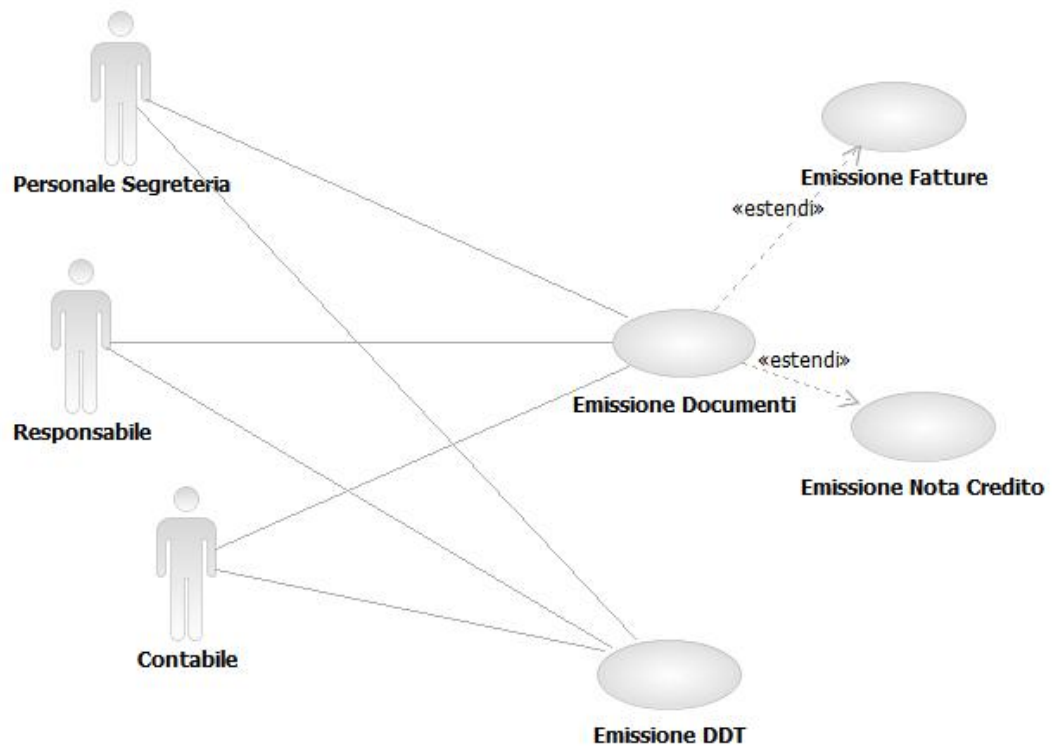 Personale Segreteria
Emissione Fatture
«estendi»
«estendi»
Emissione Documenti
Responsabile
Emissione Nota Credito
Contabile
Emissione DDT